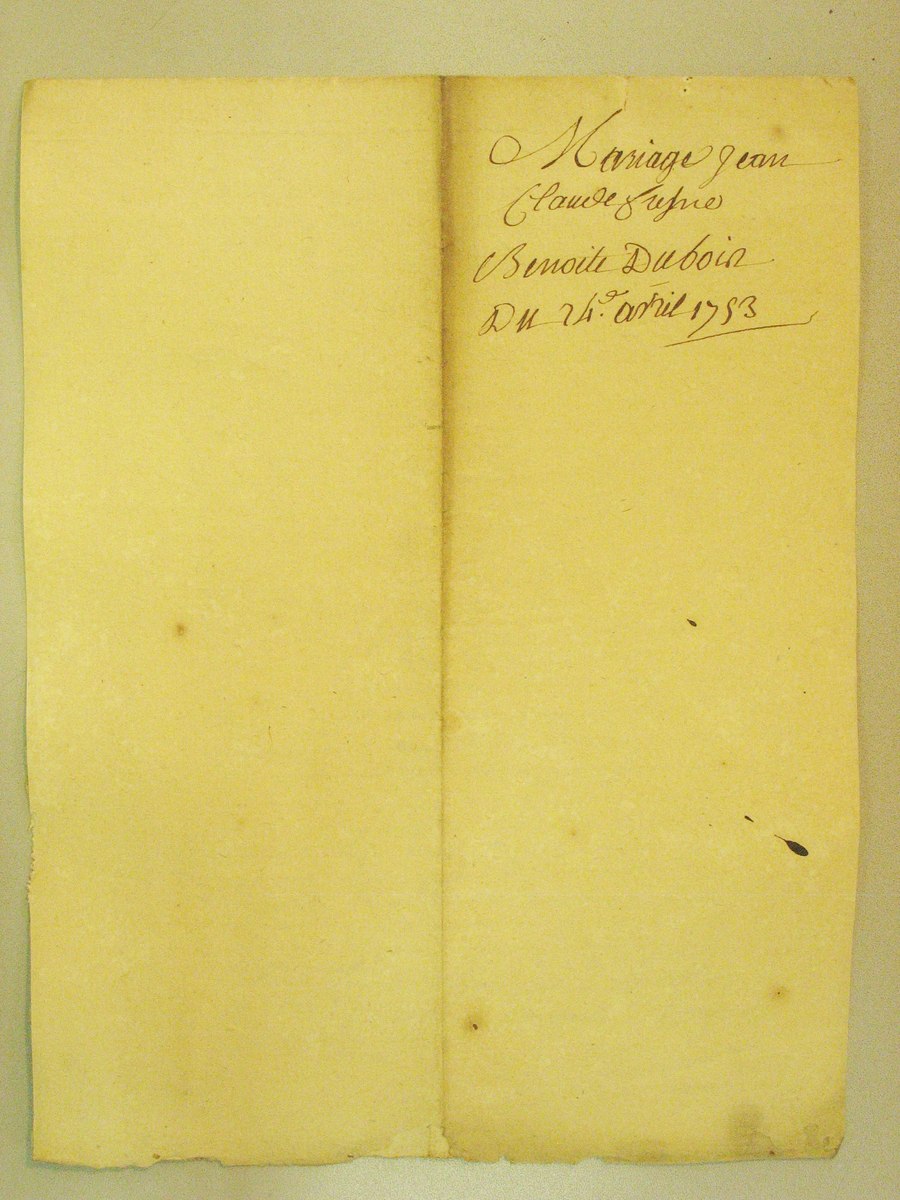 Mariage Jean
Claude
Benoite Dubois
Du 24e. avril 1753